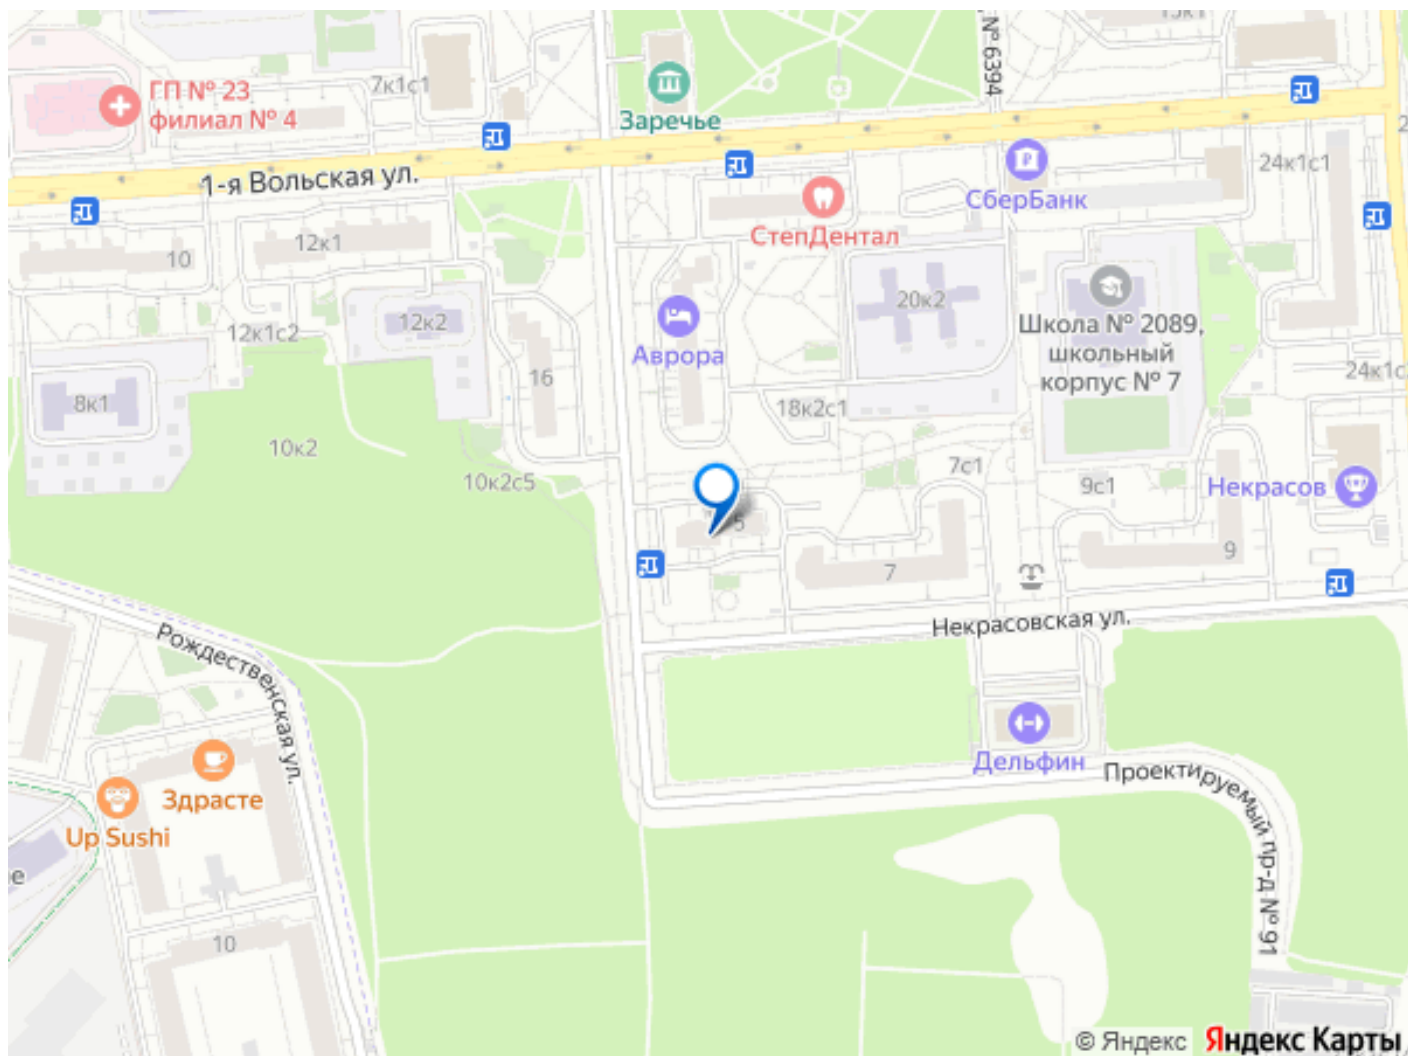 15к1
№ 6394
7к1с1
ГП № 23
филиал № 4
Заречье
1-я Вольская ул.
24к1с1
СберБанк
СтепДентал
10
12к1
12к1с2
12к2
20к2
Школа № 2089,
школьный
корпус № 7
Аврора
16
24к1с
8к1
18к2с1
10к2
10к2с5
7с1
9с1
Некрасов
5
7
9
Некрасовская ул.
Рождественская ул.
Дельфин
Проектируемый пр-д № 91
Здрасте
Up Sushi
е
10
© Яндекс Яндекс Карты